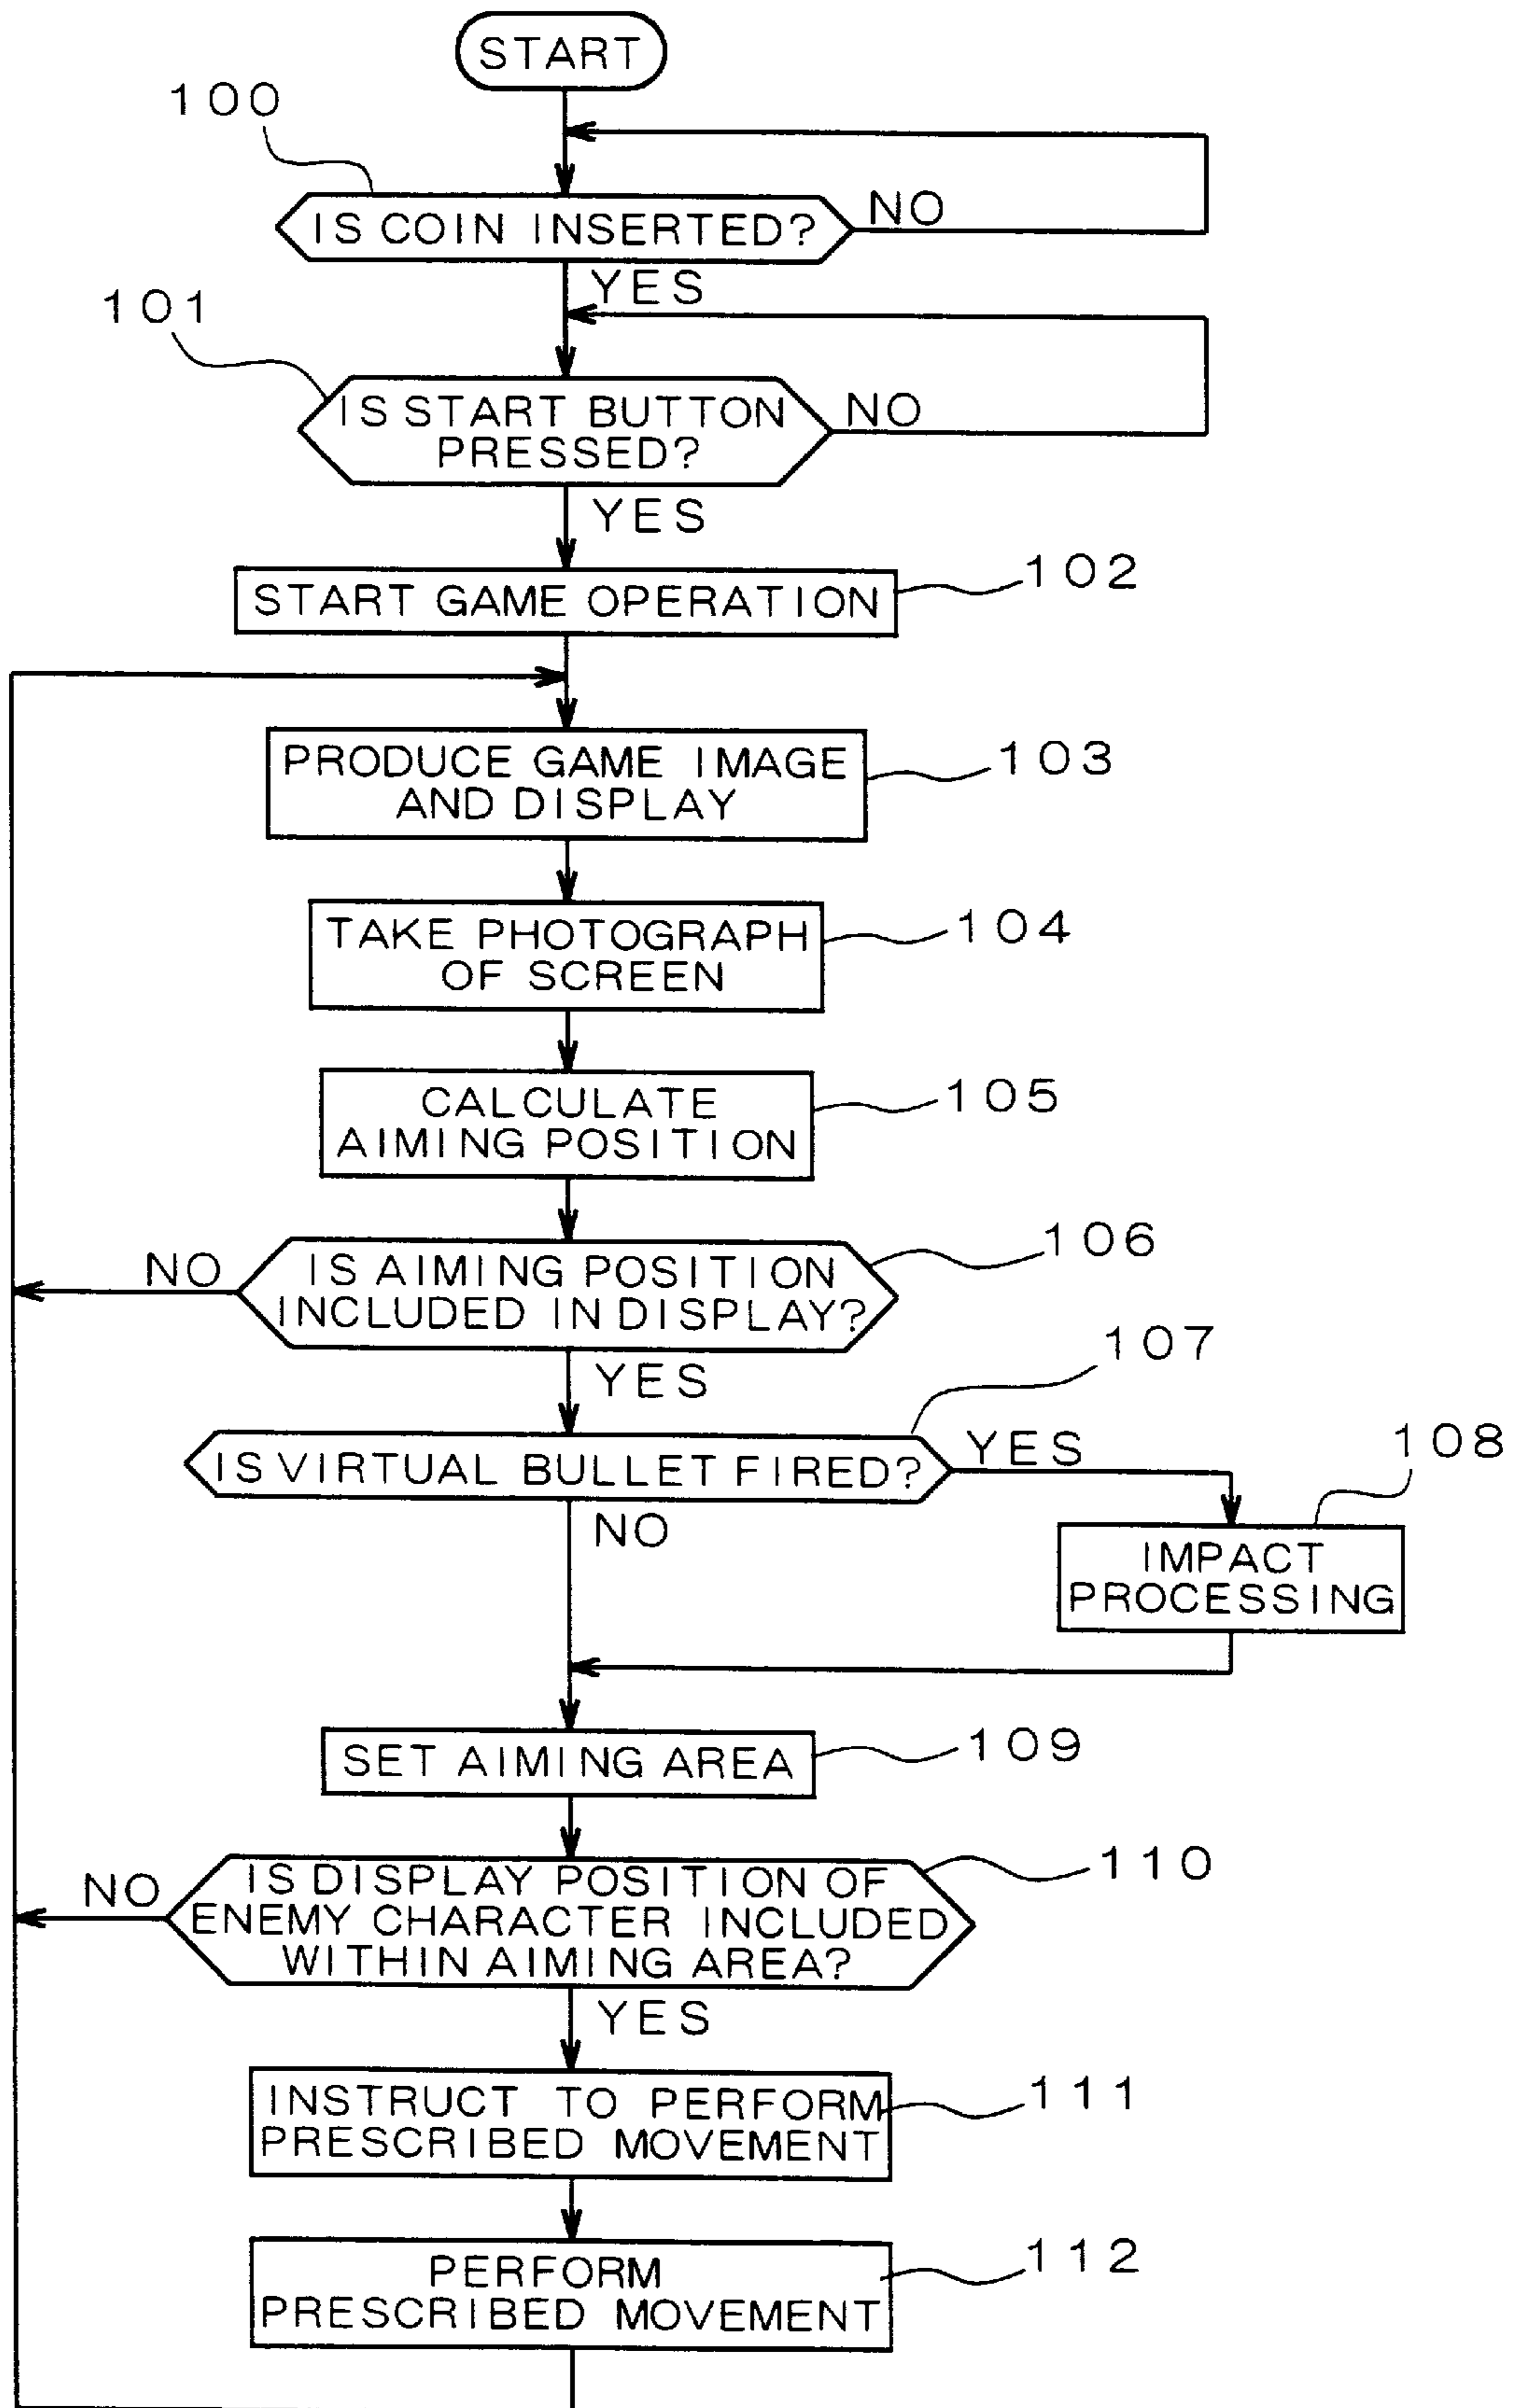 START
100
IS COIN INSERTED?
NO
YES
101
IS START BUTTON
PRESSED?
NO
YES
START GAME OPERATION
102
PRODUCE GAME IMAGE
AND DISPLAY
103
TAKE PHOTOGRAPH
OF SCREEN
104
CALCULATE
AIMING POSITION
105
IS AIMING POSITION
INCLUDED IN DISPLAY?
106
NO
YES
107
IS VIRTUAL BULLET FIRED?
YES
NO
108
IMPACT
PROCESSING
SET AIMING AREA
109
IS DISPLAY POSITION OF
ENEMY CHARACTER INCLUDED
WITHIN AIMING AREA?
110
NO
YES
INSTRUCT TO PERFORM
PRESCRIBED MOVEMENT
111
PERFORM
PRESCRIBED MOVEMENT
112